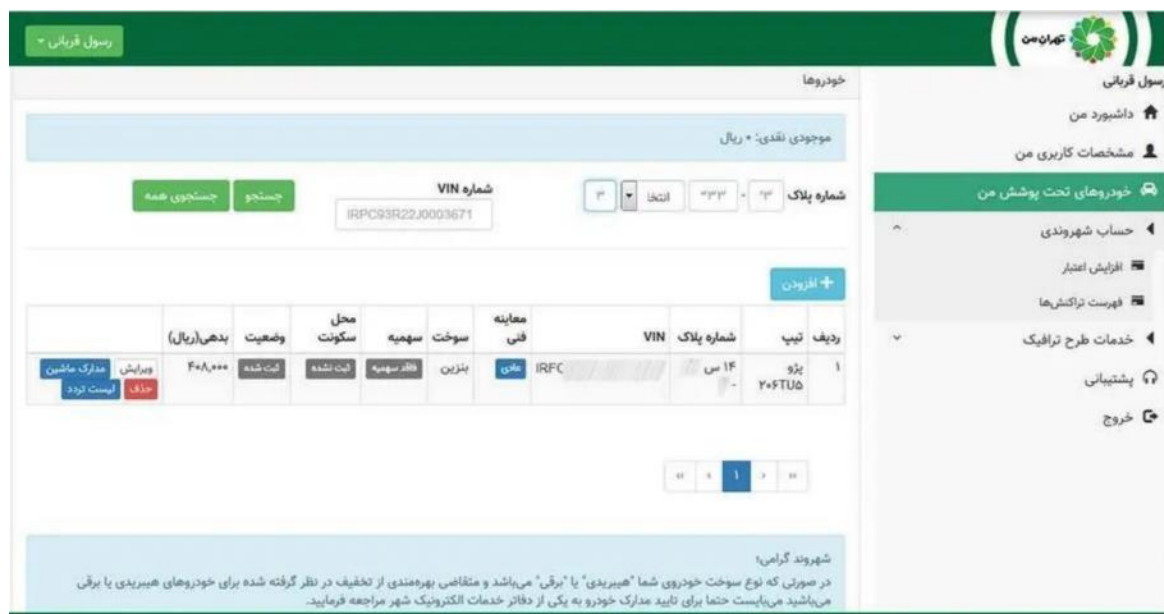 تهران من
رسول قربانی
رسول قربانی
داشبورد من
مشخصات کاربری من
خودروهای تحت پوشش من
حساب شهروندی
افزایش اعتبار
فهرست تراکنش‌ها
خدمات طرح ترافیک
پشتیبانی
خروج
خودروها
موجودی نقدی: ۰ ریال
شماره پلاک ۳۳ - ۳۳۳ انتخا ۳
شماره VIN
IRPC93R22J0003671
جستجو جستجوی همه
+ افزودن
ردیف تیپ شماره پلاک VIN معاینه فنی سوخت سهمیه محل سکونت وضعیت بدهی(ریال)
۱ پژو ۲۰۶TU۵ ۱۴ س - IRFC عادی بنزین فاقد سهمیه ثبت نشده ثبت شده ۴۰۸,۰۰۰ ویرایش مدارک ماشین
حذف لیست تردد
« ‹ ۱ › »
شهروند گرامی؛
در صورتی که نوع سوخت خودروی شما "هیبریدی" یا "برقی" می‌باشد و متقاضی بهره‌مندی از تخفیف در نظر گرفته شده برای خودروهای هیبریدی یا برقی
می‌باشید می‌بایست حتما برای تایید مدارک خودرو به یکی از دفاتر خدمات الکترونیک شهر مراجعه فرمایید.